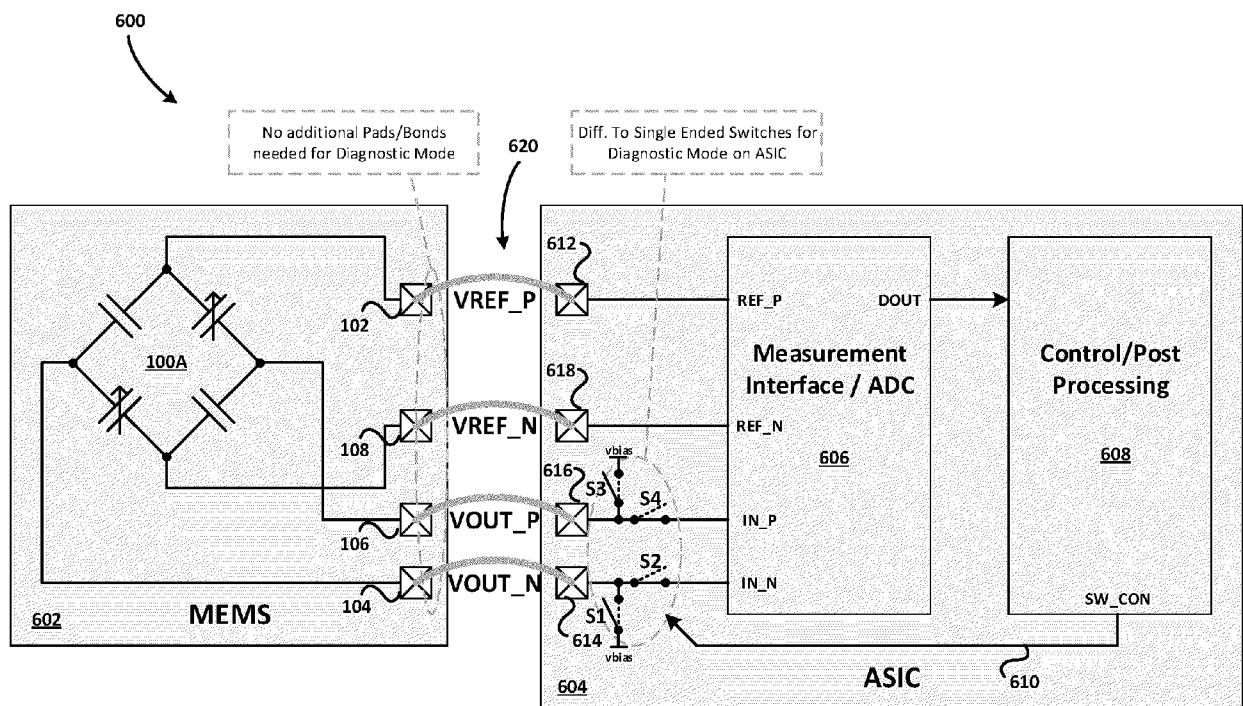 600
No additional Pads/Bonds
needed for Diagnostic Mode
620
Diff. To Single Ended Switches for
Diagnostic Mode on ASIC
100A
102
108
106
104
602
MEMS
VREF_P
VREF_N
VOUT_P
VOUT_N
612
618
616
614
vbias
S3
S4
S2
S1
vbias
REF_P
DOUT
Measurement
Interface / ADC
REF_N
606
IN_P
IN_N
Control/Post
Processing
608
SW_CON
610
604
ASIC